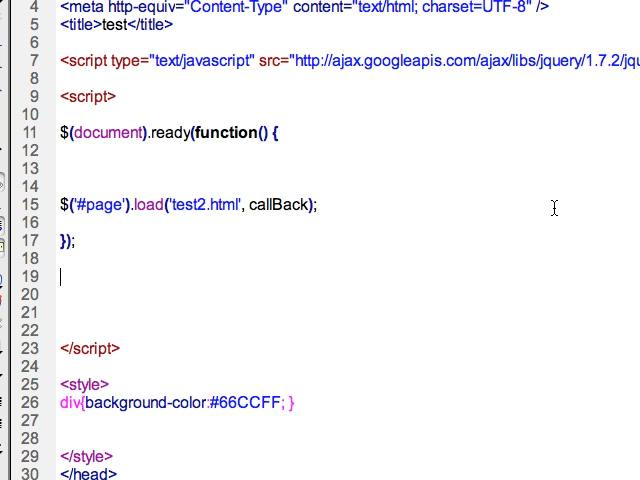 4 <meta http-equiv="Content-Type" content="text/html; charset=UTF-8" />
5 <title>test</title>
6
7 <script type="text/javascript" src="http://ajax.googleapis.com/ajax/libs/jquery/1.7.2/jqu
8
9 <script>
10
11 $(document).ready(function() {
12
13
14
15 $('#page').load('test2.html', callBack);
16
17 });
18
19
20
21
22
23 </script>
24
25 <style>
26 div{background-color:#66CCFF; }
27
28
29 </style>
30 </head>